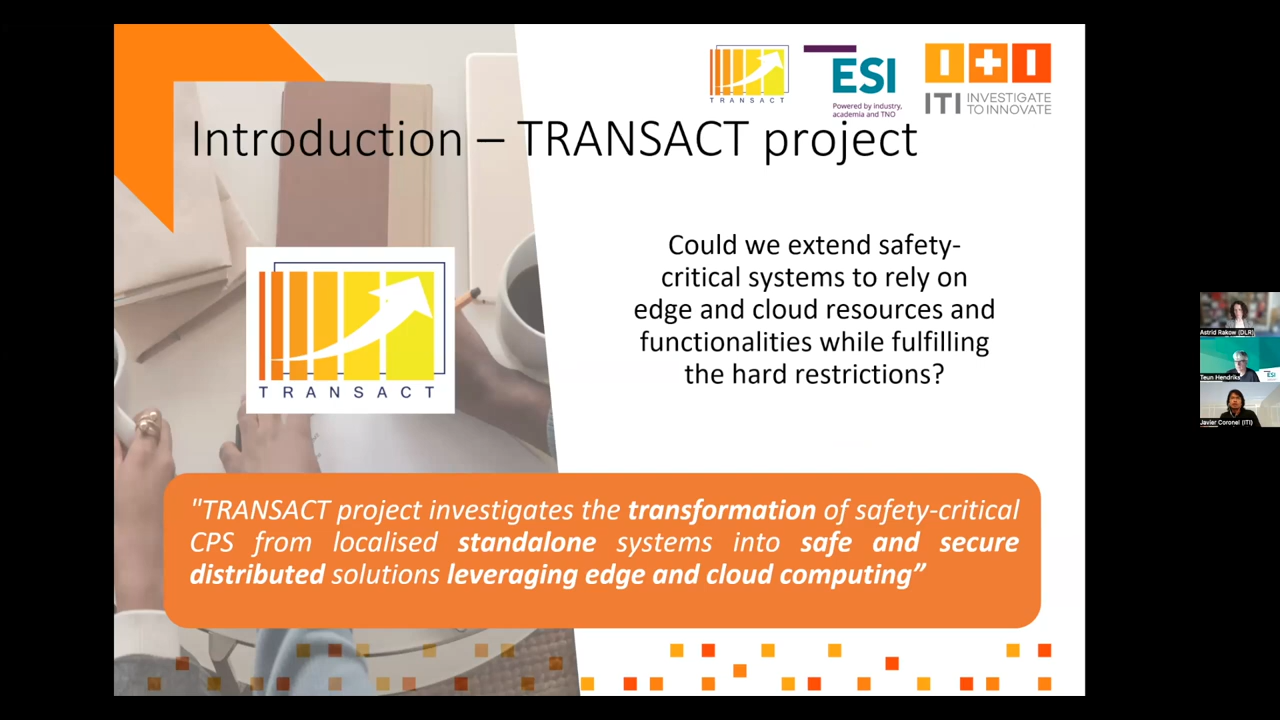 TRANSACT
ESI
Powered by industry,
academia and TNO
I+I
ITI INVESTIGATE
TO INNOVATE
Introduction – TRANSACT project
Could we extend safety-
critical systems to rely on
edge and cloud resources and
functionalities while fulfilling
the hard restrictions?
TRANSACT
"TRANSACT project investigates the transformation of safety-critical
CPS from localised standalone systems into safe and secure
distributed solutions leveraging edge and cloud computing”
Astrid Rakow (DLR)
Teun Hendriks
ESI
Javier Coronel (ITI)